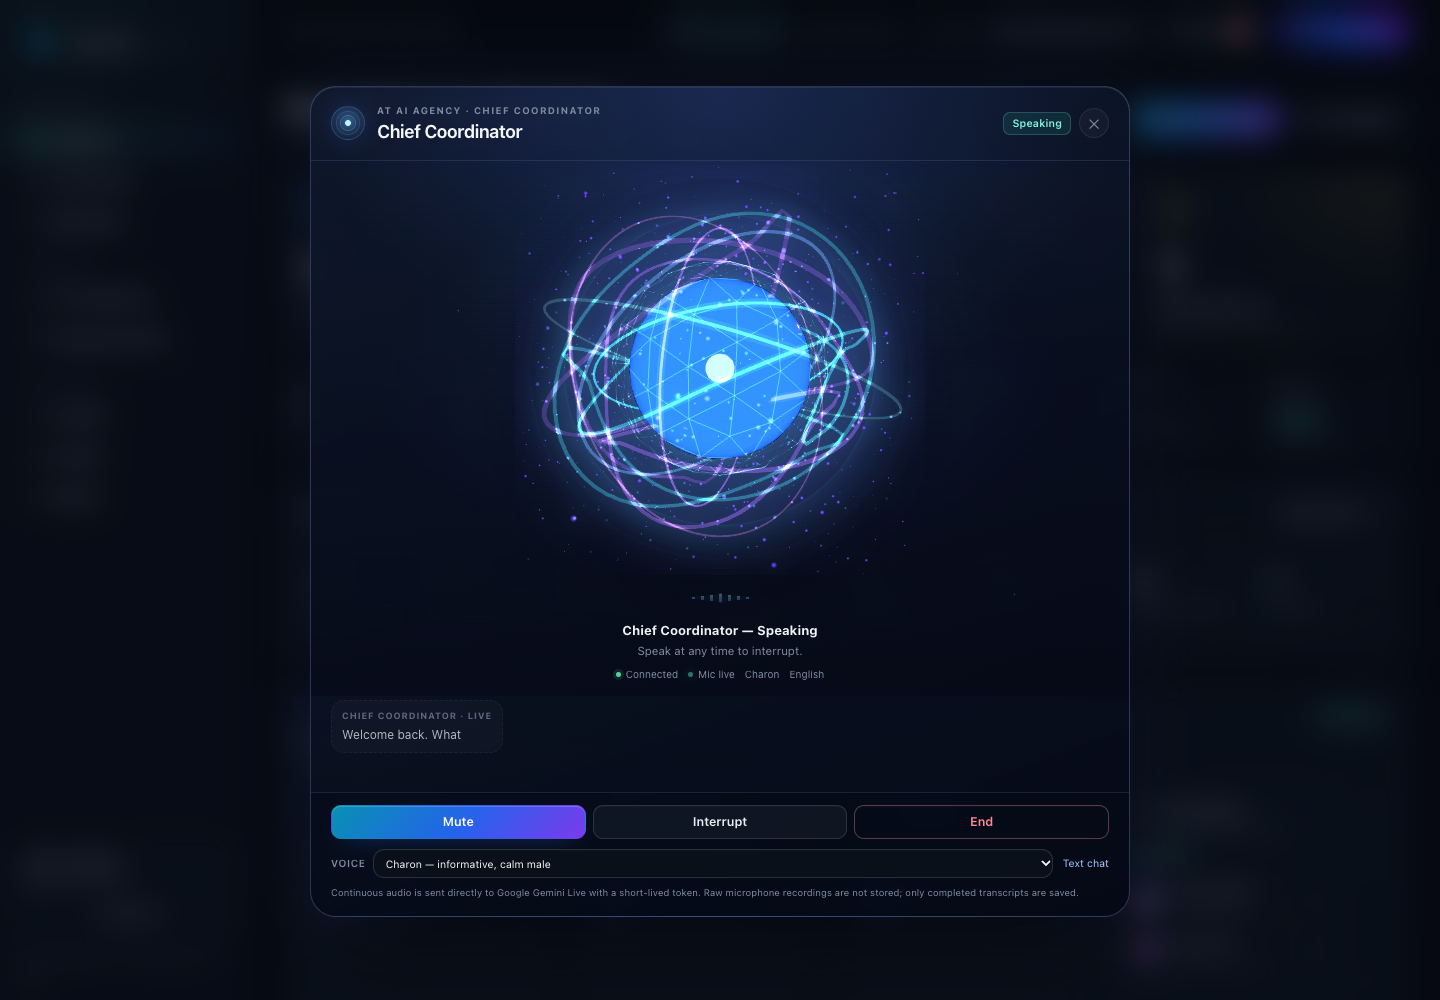 AT AI AGENCY · CHIEF COORDINATOR
Chief Coordinator
Speaking
Chief Coordinator — Speaking
Speak at any time to interrupt.
Connected Mic live Charon English
CHIEF COORDINATOR · LIVE
Welcome back. What
Mute Interrupt End
VOICE Charon — informative, calm male Text chat
Continuous audio is sent directly to Google Gemini Live with a short-lived token. Raw microphone recordings are not stored; only completed transcripts are saved.